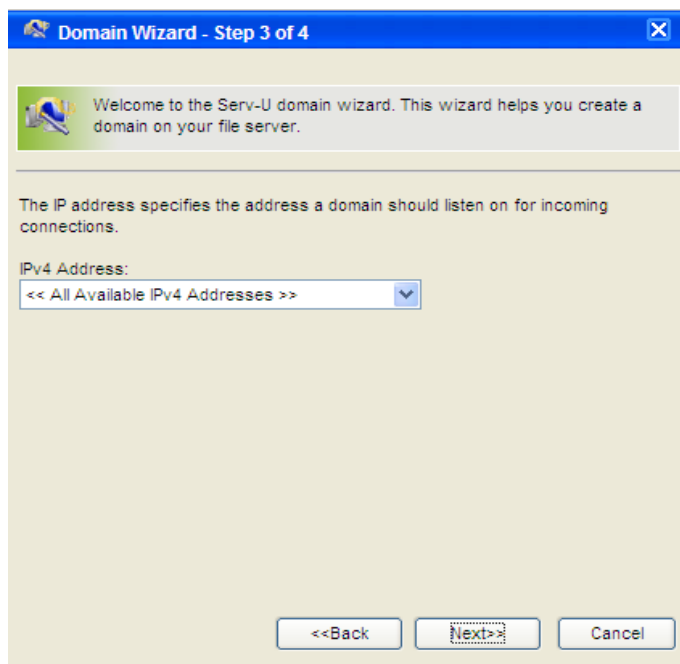 Domain Wizard - Step 3 of 4
Welcome to the Serv-U domain wizard. This wizard helps you create a
domain on your file server.
The IP address specifies the address a domain should listen on for incoming
connections.
IPv4 Address:
<< All Available IPv4 Addresses >>
<<Back Next>> Cancel